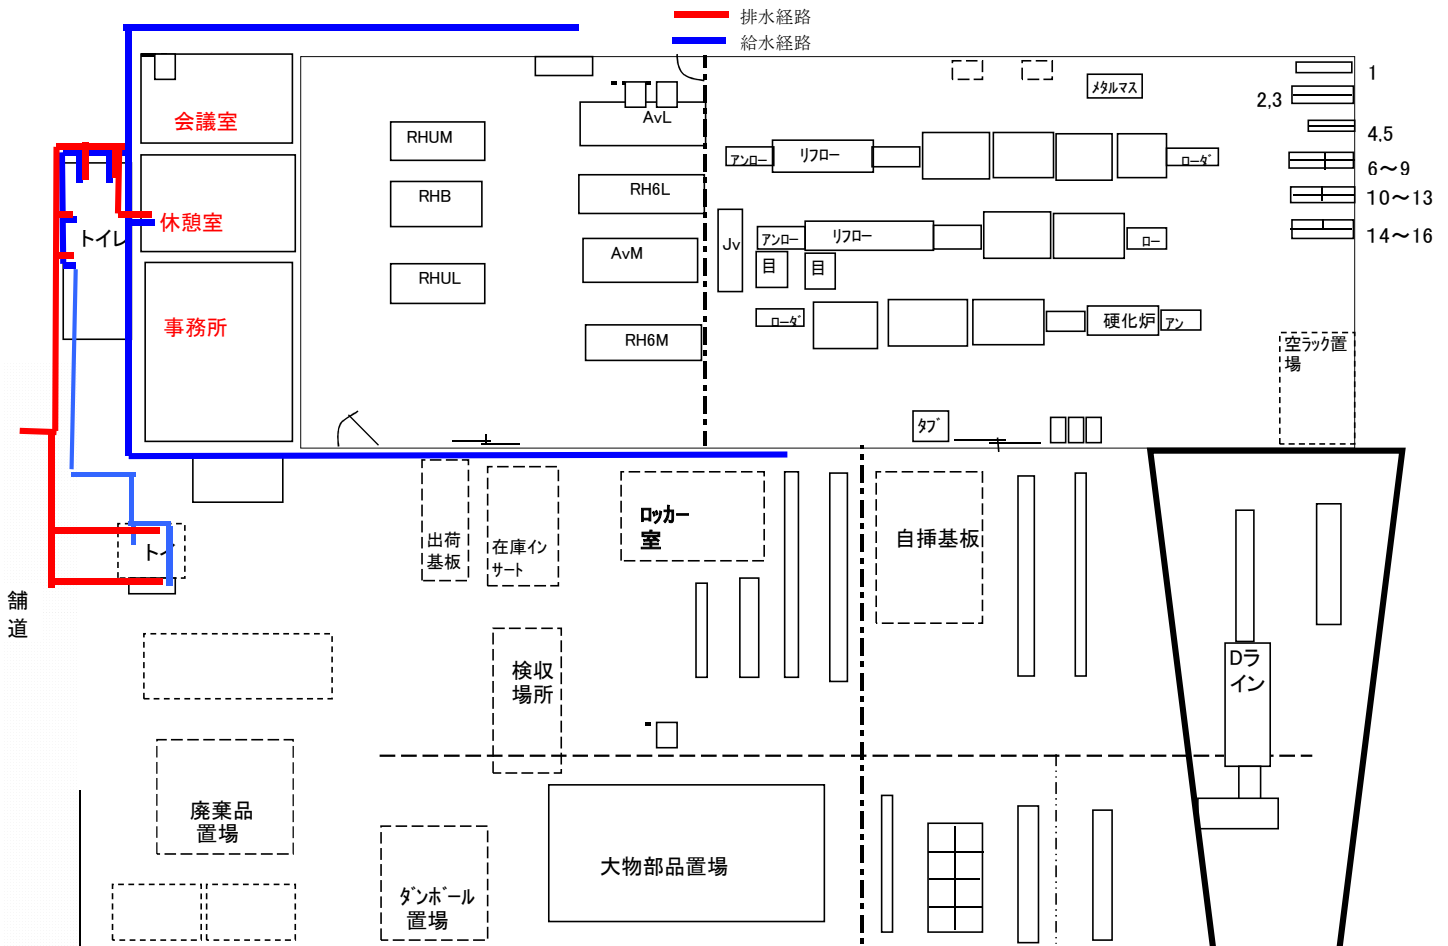 排水経路
給水経路
会議室
休憩室
トイレ
事務所
RHUM
RHB
RHUL
AvL
RH6L
AvM
RH6M
Jv
メタルマス
アンロー
リフロー
ローダ
アンロー
リフロー
ロー
目
目
ローダ
硬化炉
アン
1
2,3
4,5
6～9
10～13
14～16
空ラック置
場
タブ
トイ
舗
道
出荷
基板
在庫イン
サート
ロッカー
室
自挿基板
検収
場所
Dラ
イン
廃棄品
置場
ダンボール
置場
大物部品置場